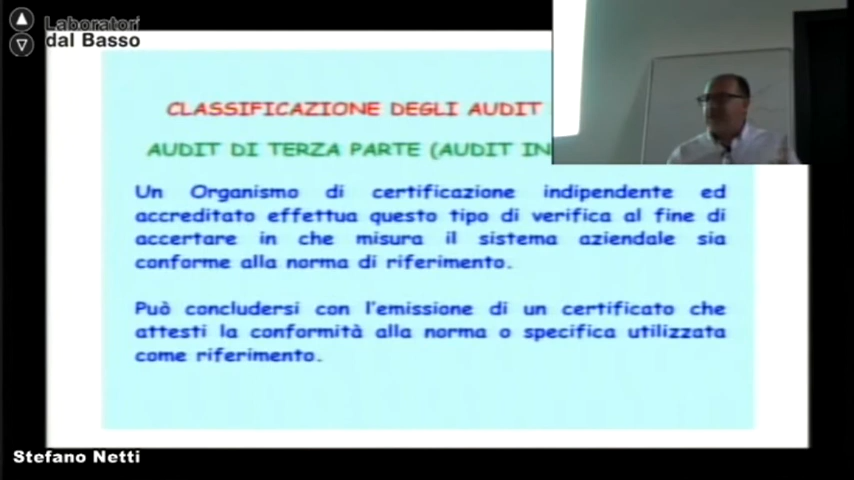 Laboratori
dal Basso
CLASSIFICAZIONE DEGLI AUDIT
AUDIT DI TERZA PARTE (AUDIT IN
Un Organismo di certificazione indipendente ed
accreditato effettua questo tipo di verifica al fine di
accertare in che misura il sistema aziendale sia
conforme alla norma di riferimento.
Può concludersi con l'emissione di un certificato che
attesti la conformità alla norma o specifica utilizzata
come riferimento.
Stefano Netti